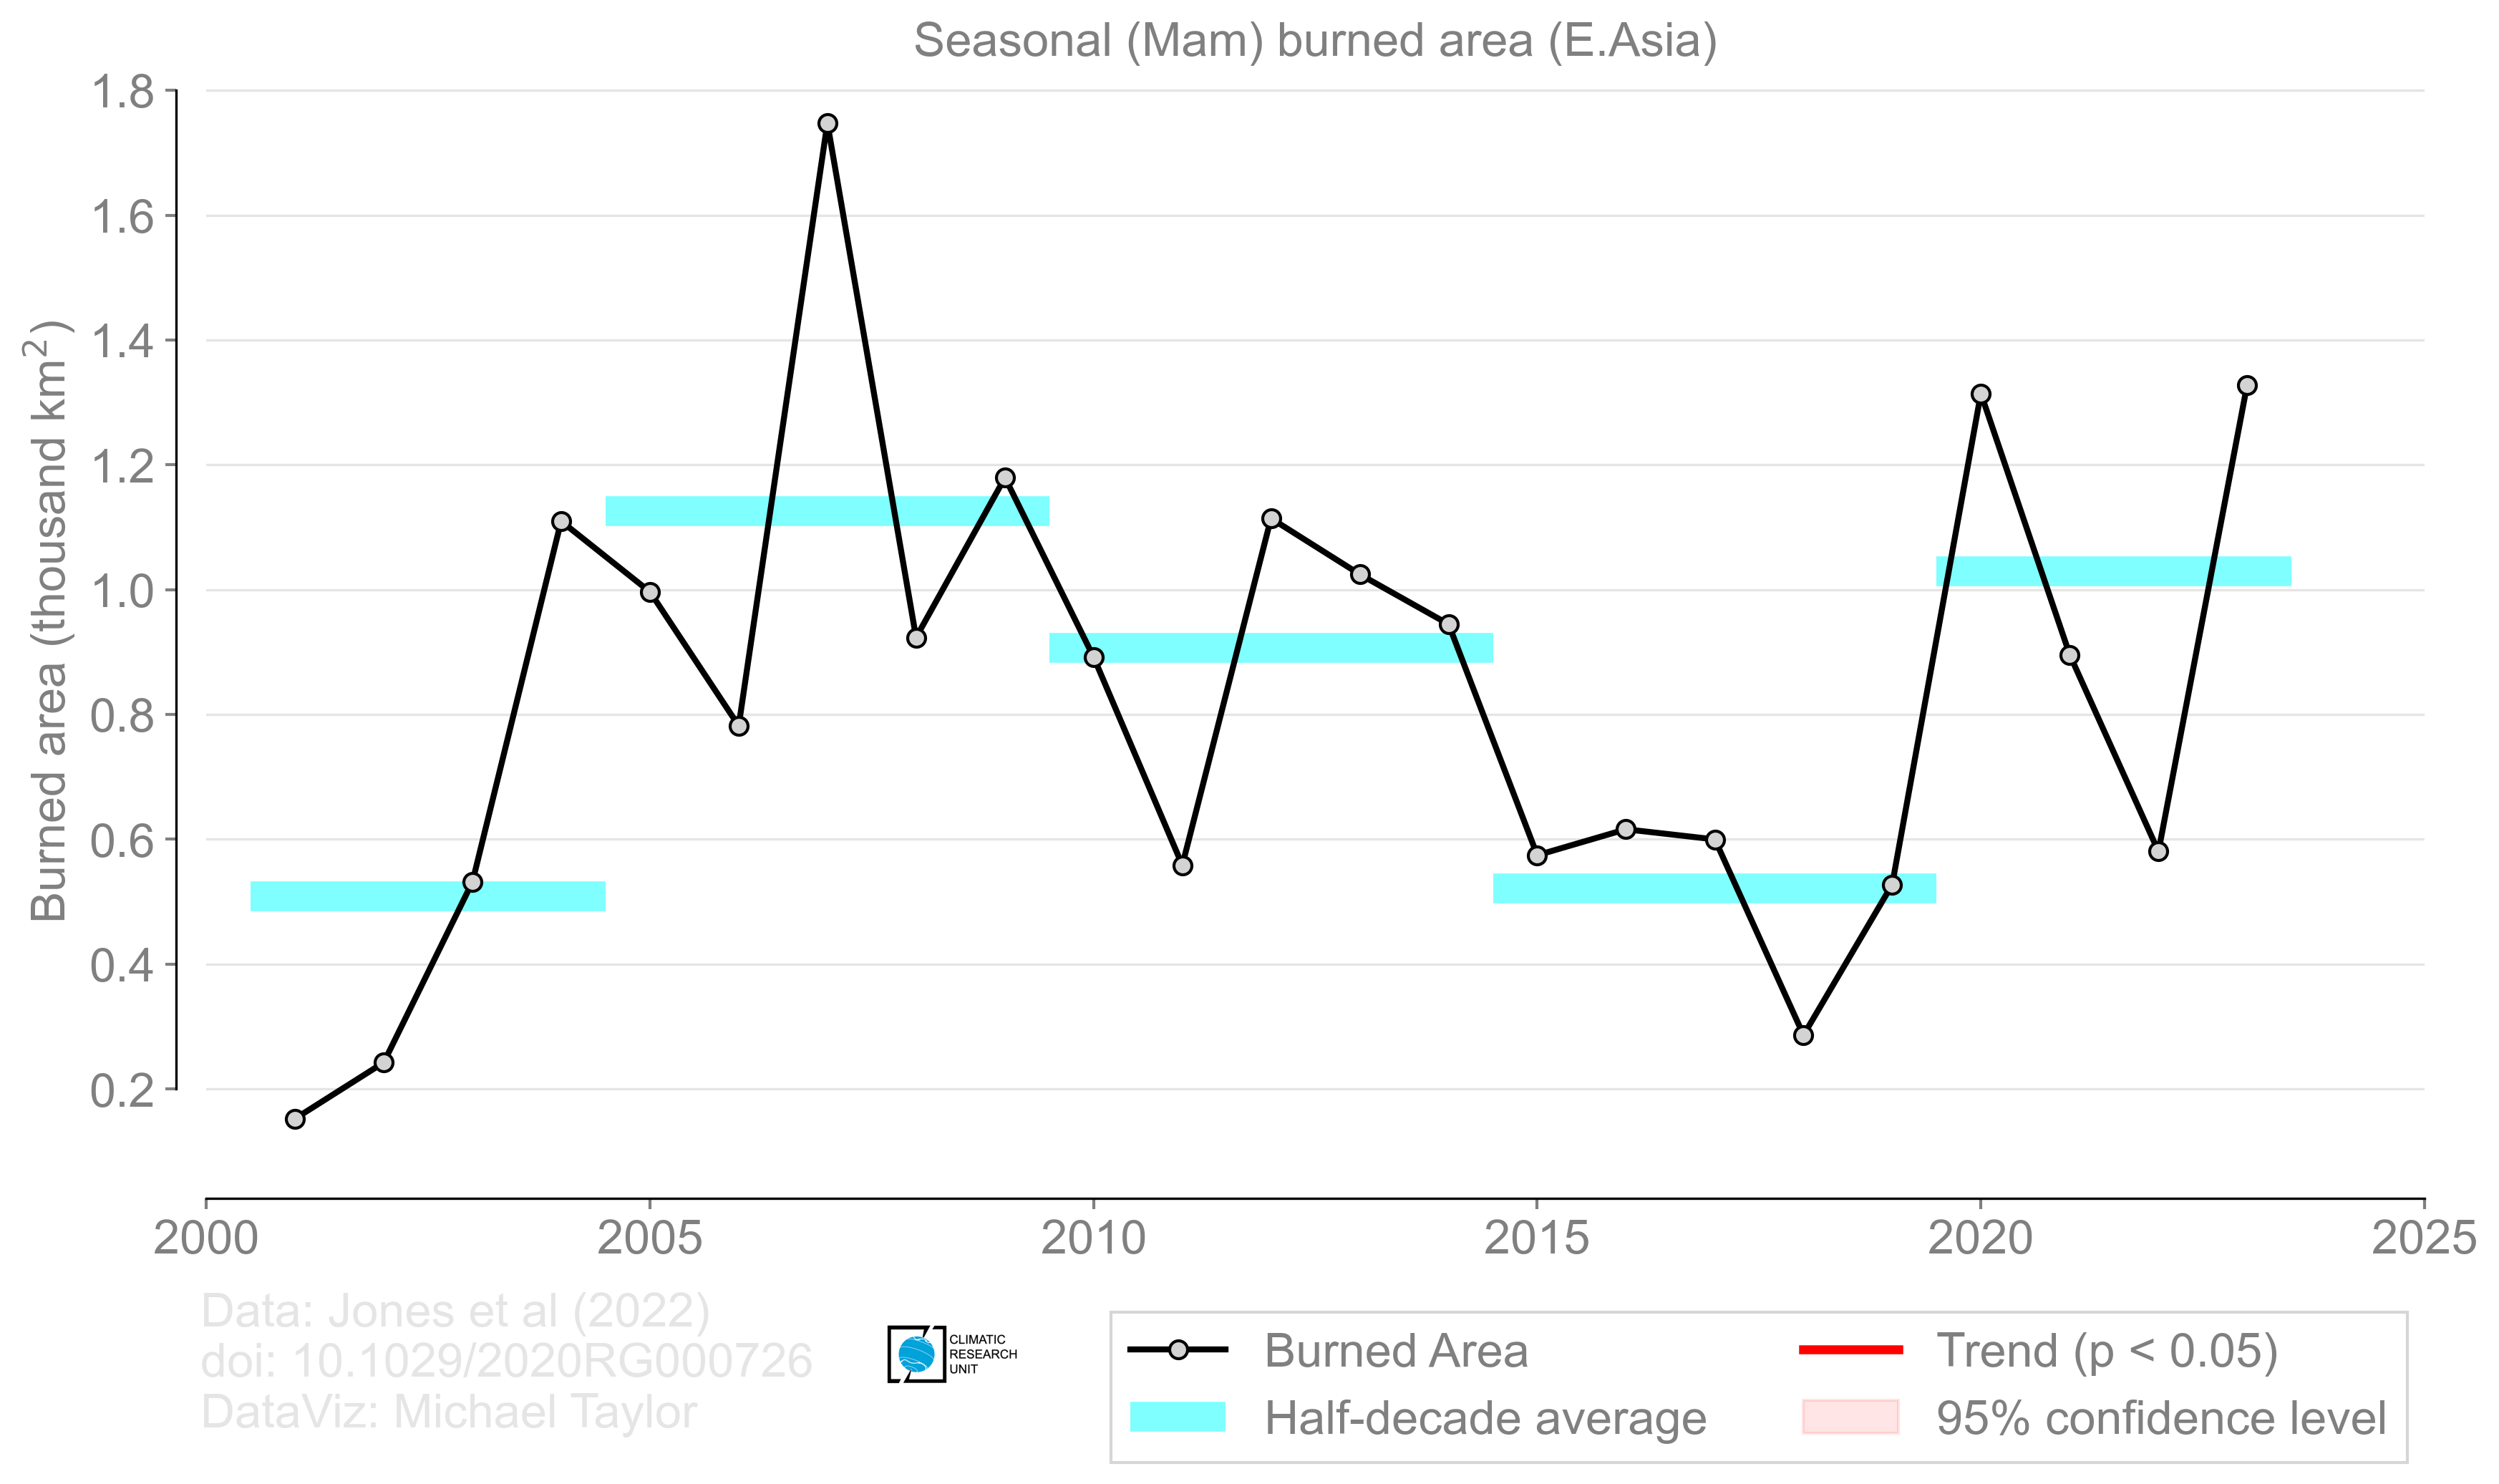 Seasonal (Mam) burned area (E.Asia)
Burned area (thousand km²)
1.8
1.6
1.4
1.2
1.0
0.8
0.6
0.4
0.2
2000 2005 2010 2015 2020 2025
Data: Jones et al (2022)
doi: 10.1029/2020RG000726
DataViz: Michael Taylor
CLIMATIC
RESEARCH
UNIT
Burned Area
Half-decade average
Trend (p < 0.05)
95% confidence level